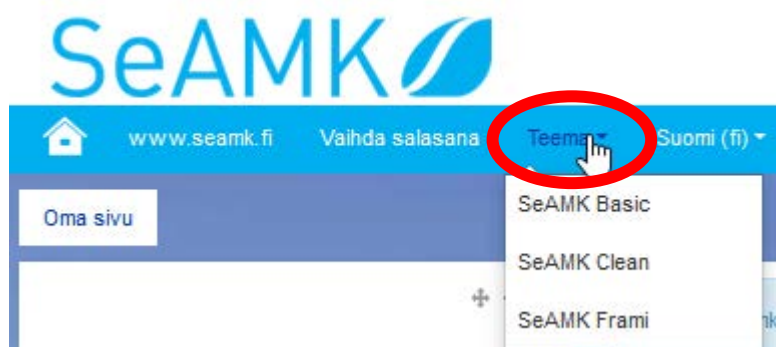 SeAMK
www.seamk.fi Vaihda salasana Teema Suomi (fi)
Oma sivu
SeAMK Basic
SeAMK Clean
SeAMK Frami